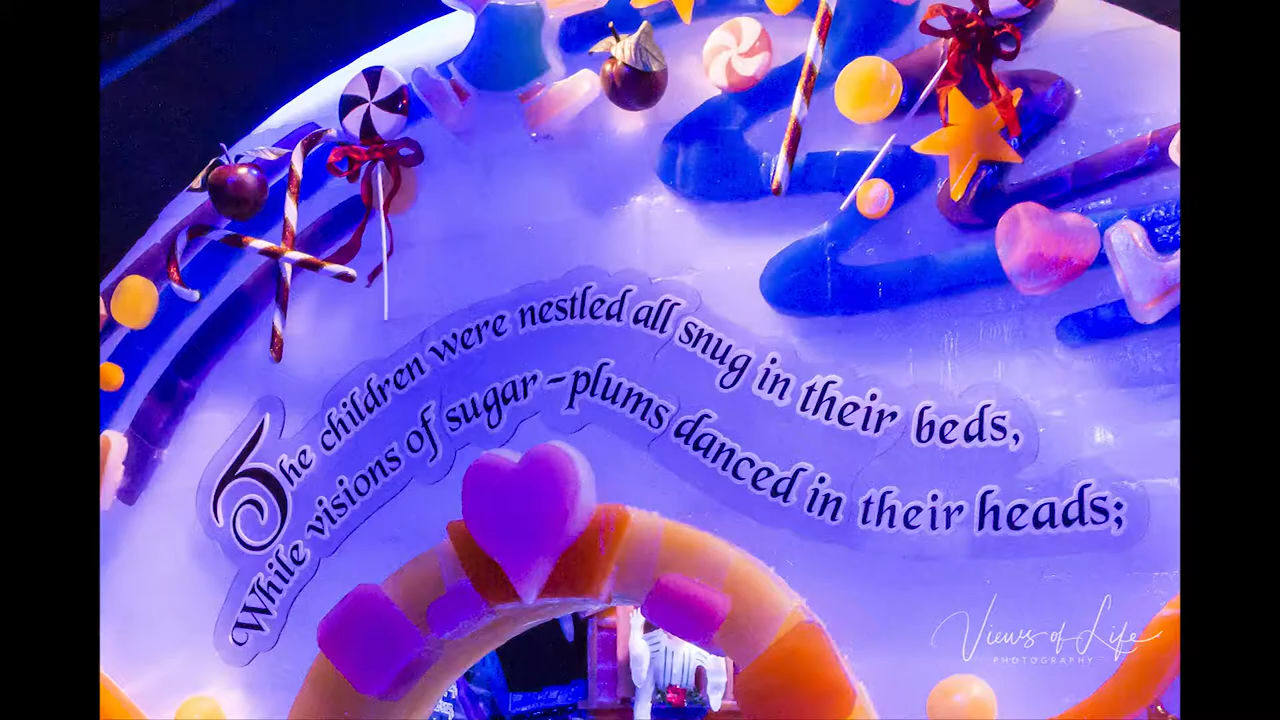 The children were nestled all snug in their beds,
While visions of sugar-plums danced in their heads;
Views of Life
PHOTOGRAPHY